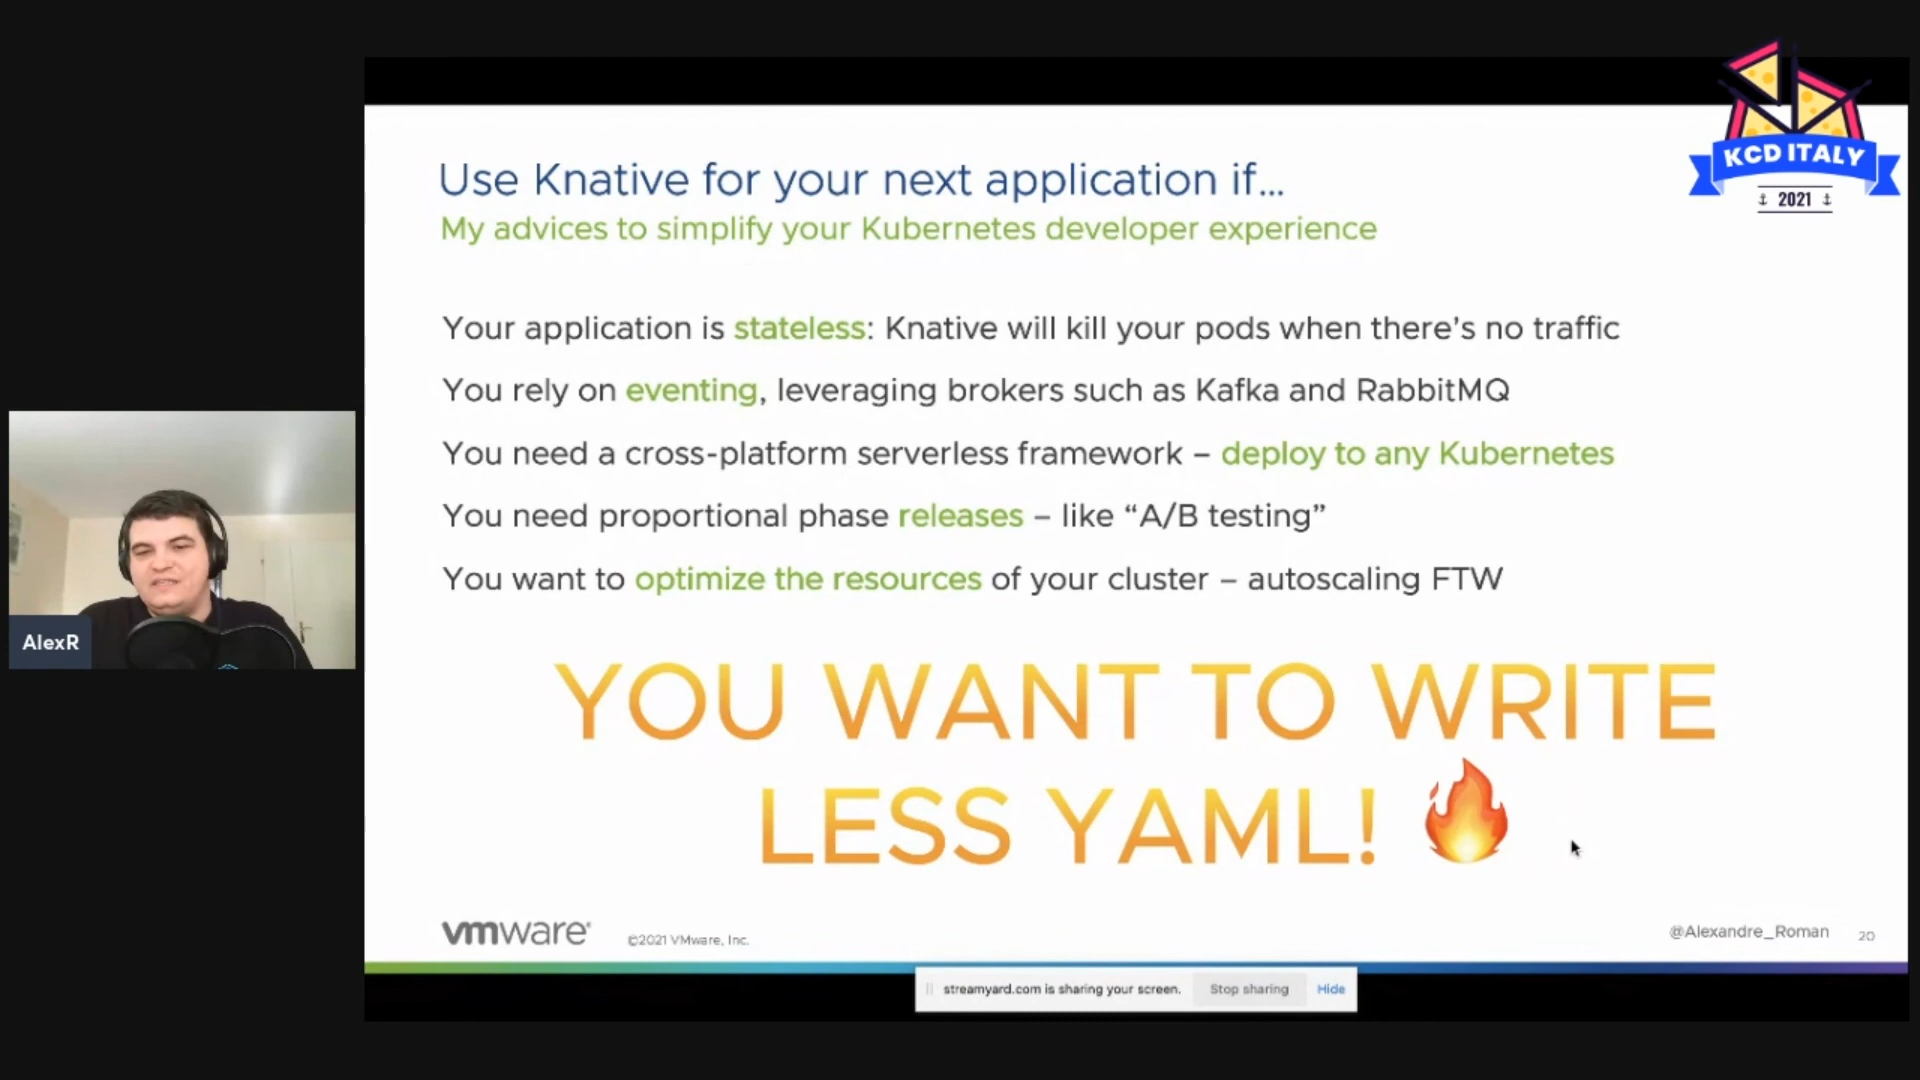 KCD ITALY
2021
Use Knative for your next application if...
My advices to simplify your Kubernetes developer experience
Your application is stateless: Knative will kill your pods when there's no traffic
You rely on eventing, leveraging brokers such as Kafka and RabbitMQ
You need a cross-platform serverless framework – deploy to any Kubernetes
You need proportional phase releases – like “A/B testing”
You want to optimize the resources of your cluster – autoscaling FTW
YOU WANT TO WRITE
LESS YAML! 🔥
AlexR
vmware®
©2021 VMware, Inc.
@Alexandre_Roman
20
streamyard.com is sharing your screen.
Stop sharing
Hide